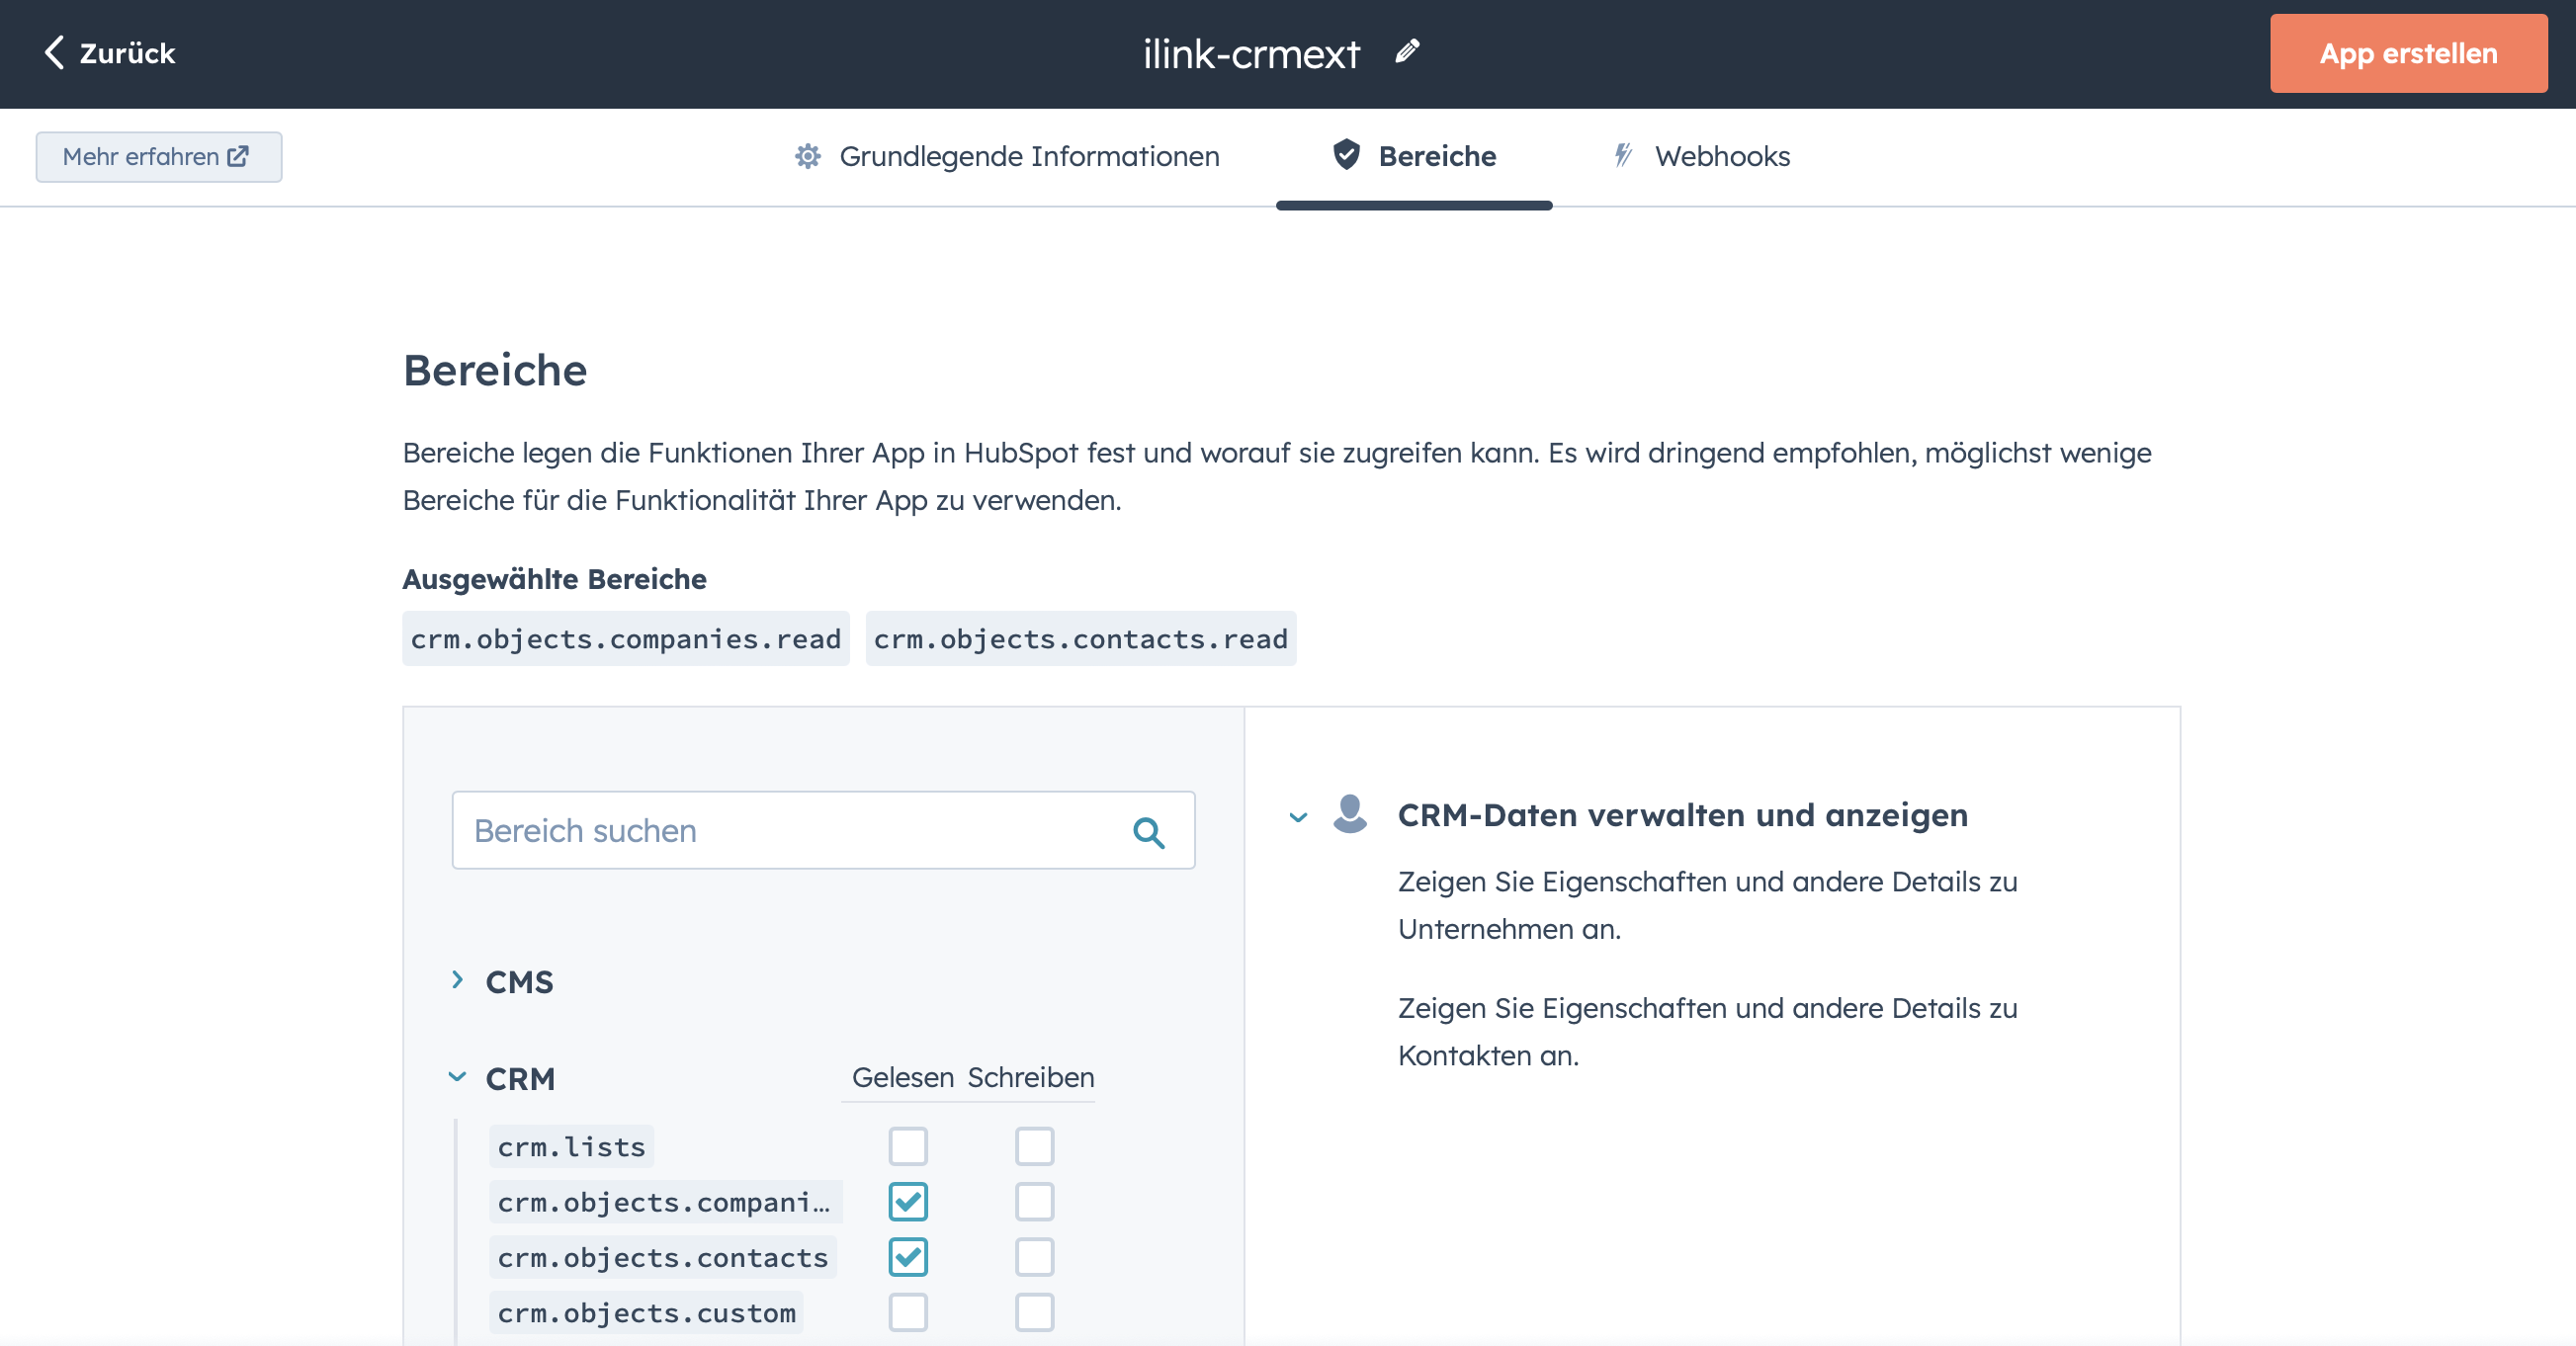 Zurück
ilink-crmext
App erstellen
Mehr erfahren
Grundlegende Informationen
Bereiche
Webhooks
Bereiche
Bereiche legen die Funktionen Ihrer App in HubSpot fest und worauf sie zugreifen kann. Es wird dringend empfohlen, möglichst wenige
Bereiche für die Funktionalität Ihrer App zu verwenden.
Ausgewählte Bereiche
crm.objects.companies.read crm.objects.contacts.read
Bereich suchen
CMS
CRM Gelesen Schreiben
crm.lists
crm.objects.compani...
crm.objects.contacts
crm.objects.custom
CRM-Daten verwalten und anzeigen
Zeigen Sie Eigenschaften und andere Details zu
Unternehmen an.
Zeigen Sie Eigenschaften und andere Details zu
Kontakten an.